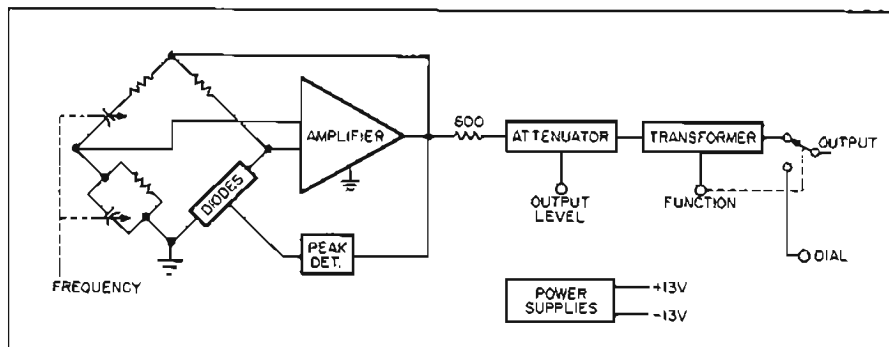 600
AMPLIFIER
ATTENUATOR
TRANSFORMER
OUTPUT
DIODES
OUTPUT
LEVEL
FUNCTION
PEAK
DET.
DIAL
FREQUENCY
POWER
SUPPLIES
+13V
-13V